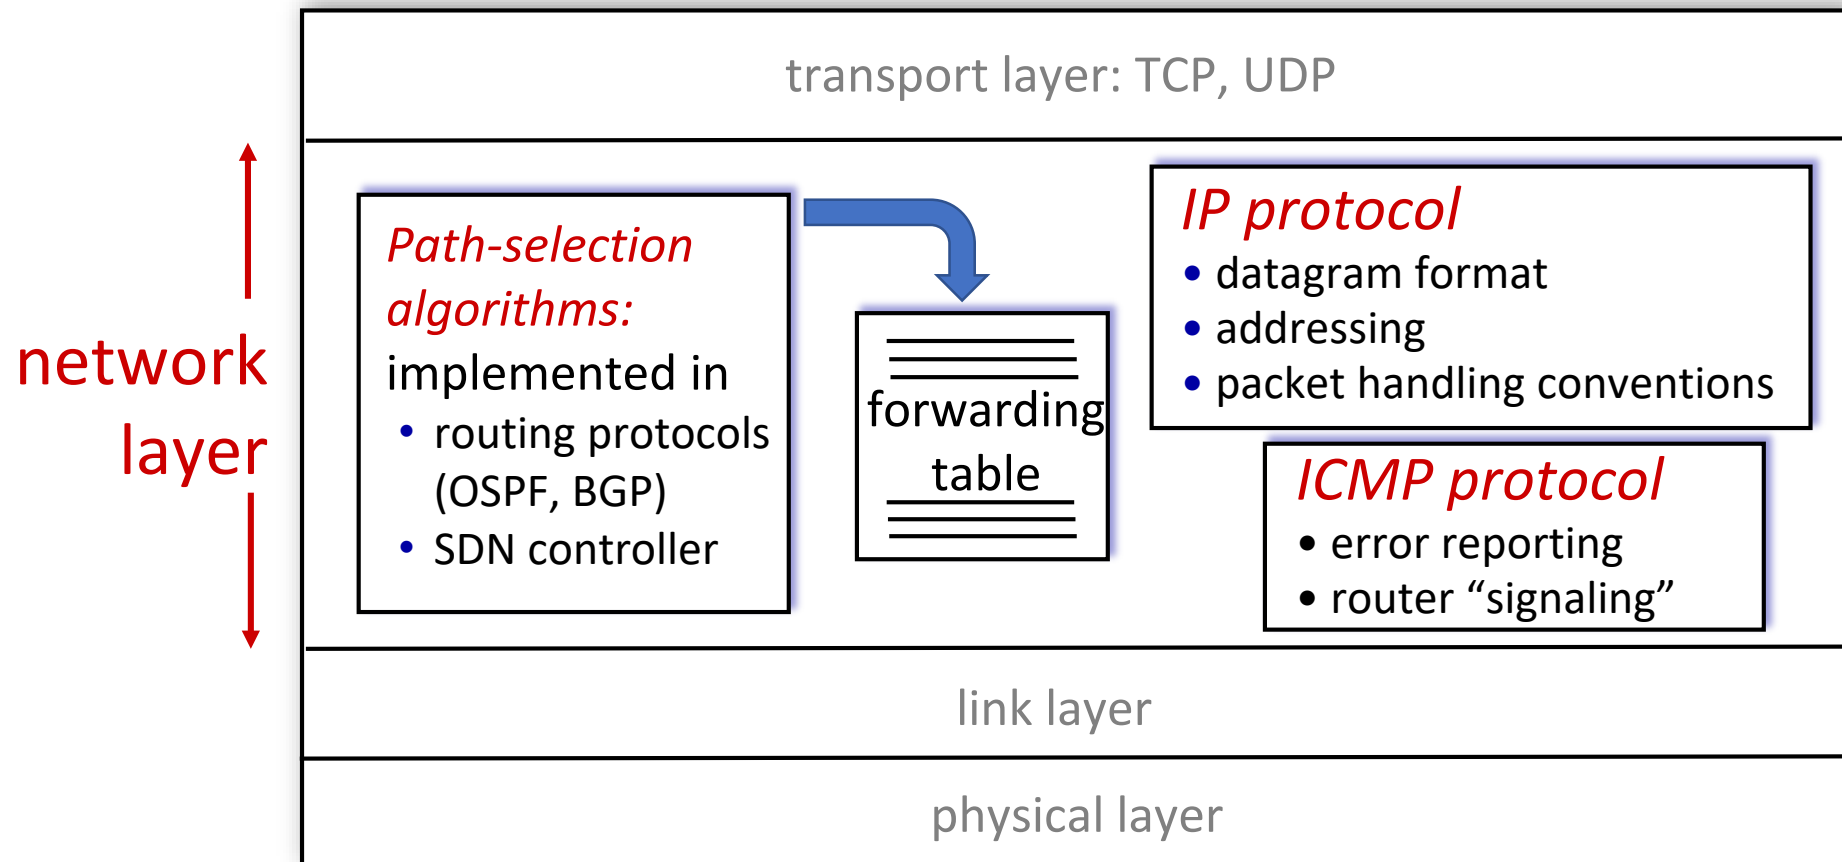 transport layer: TCP, UDP
network
layer
Path-selection
algorithms:
implemented in
• routing protocols
(OSPF, BGP)
• SDN controller
forwarding
table
IP protocol
• datagram format
• addressing
• packet handling conventions
ICMP protocol
• error reporting
• router “signaling”
link layer
physical layer